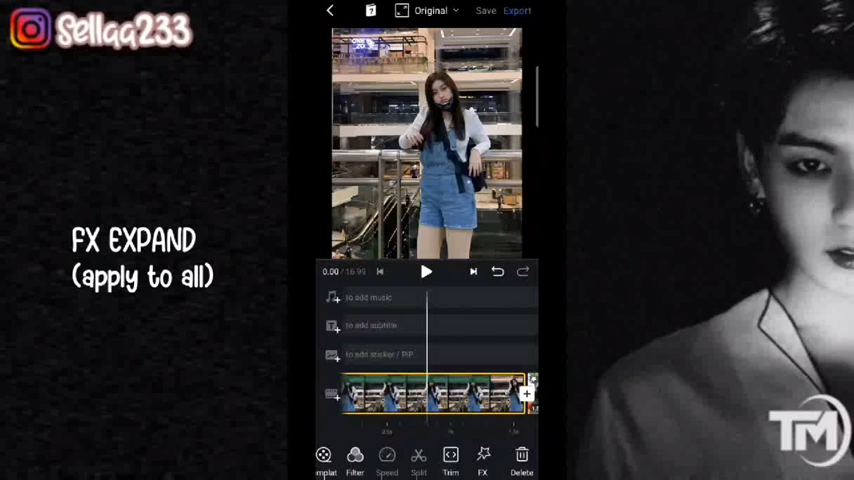 Sellaa233
7
Original
Save
Export
FX EXPAND
(apply to all)
0.00 / 16.99
to add music
to add subtitle
to add sticker / PIP
Filter
Speed
Split
Trim
FX
Delete
TM